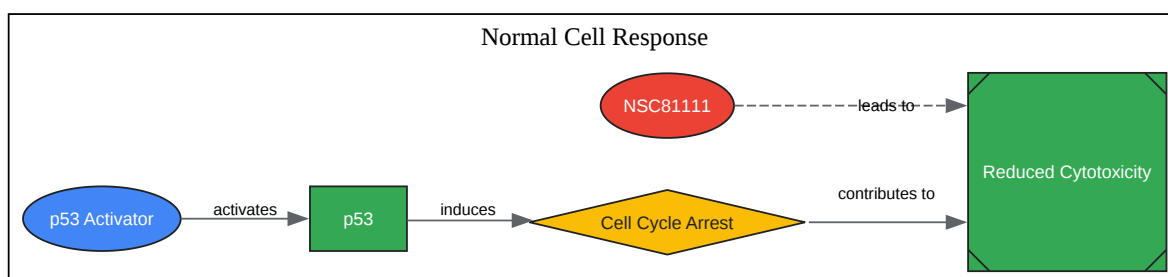 Normal Cell Response
NSC81111
leads to
Reduced Cytotoxicity
p53 Activator
activates
p53
induces
Cell Cycle Arrest
contributes to